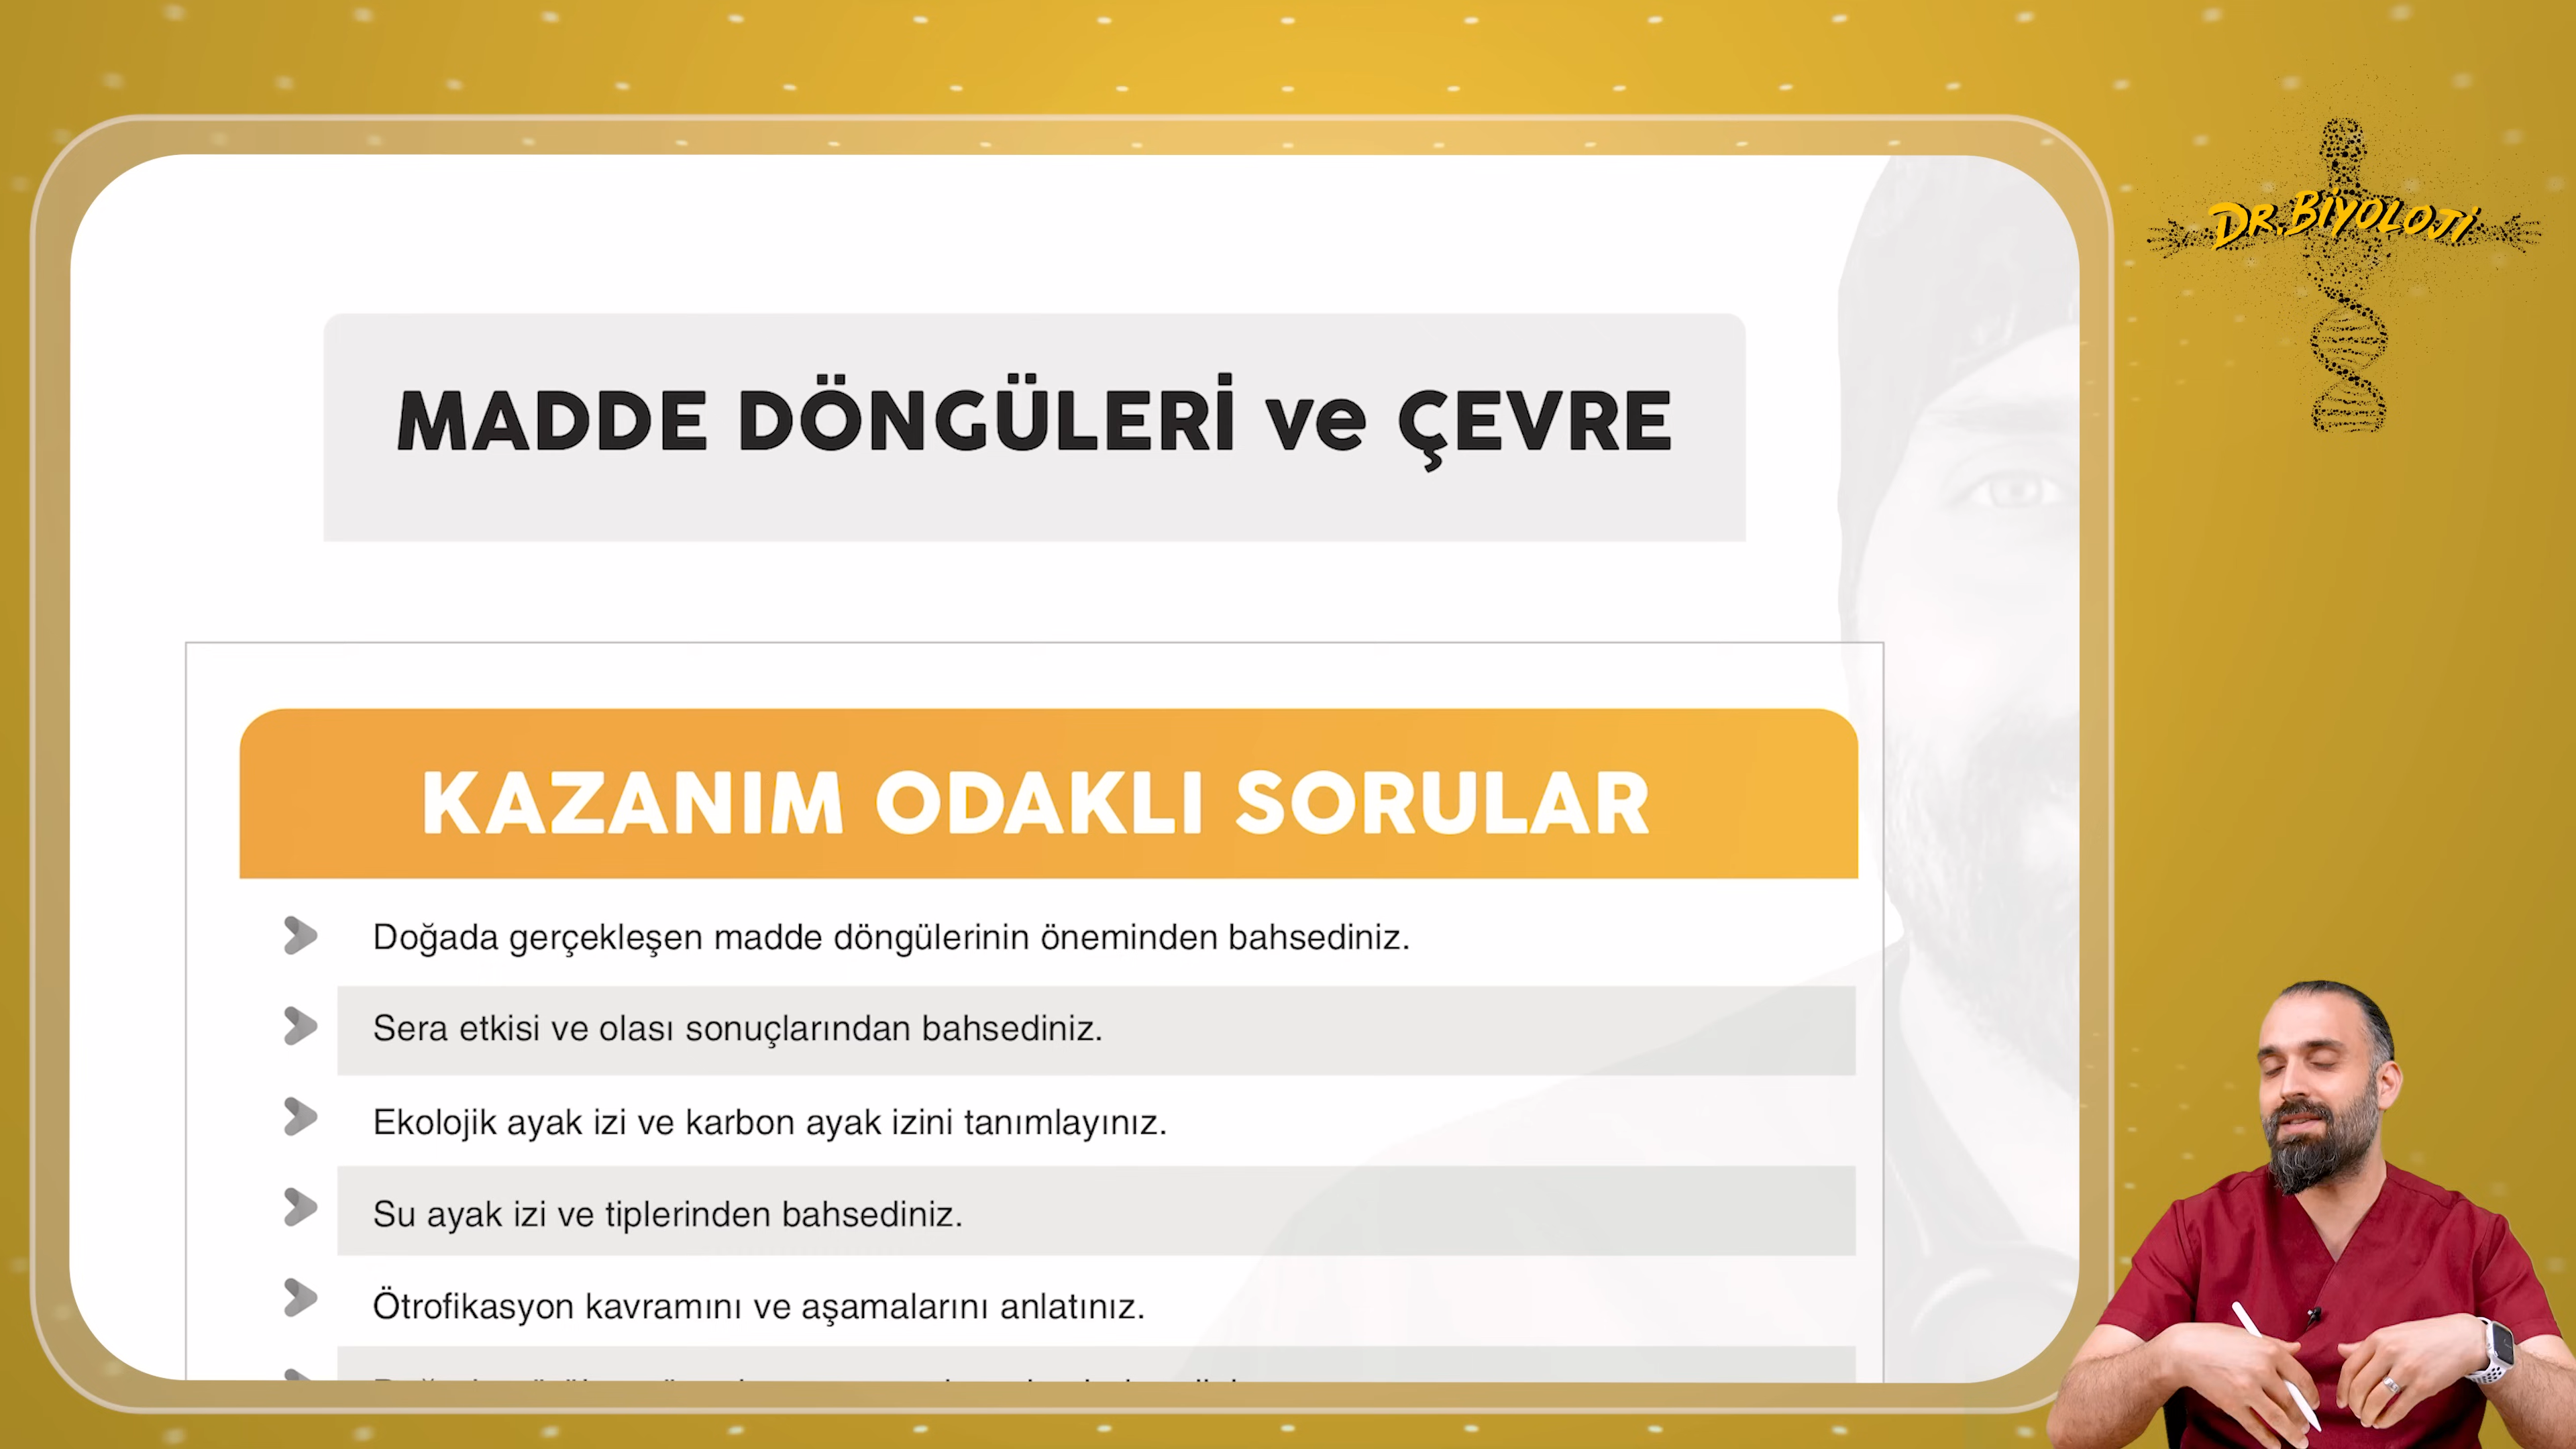 MADDE DÖNGÜLERİ ve ÇEVRE
DR.BİYOLOJİ
KAZANIM ODAKLI SORULAR
Doğada gerçekleşen madde döngülerinin öneminden bahsediniz.
Sera etkisi ve olası sonuçlarından bahsediniz.
Ekolojik ayak izi ve karbon ayak izini tanımlayınız.
Su ayak izi ve tiplerinden bahsediniz.
Ötrofikasyon kavramını ve aşamalarını anlatınız.